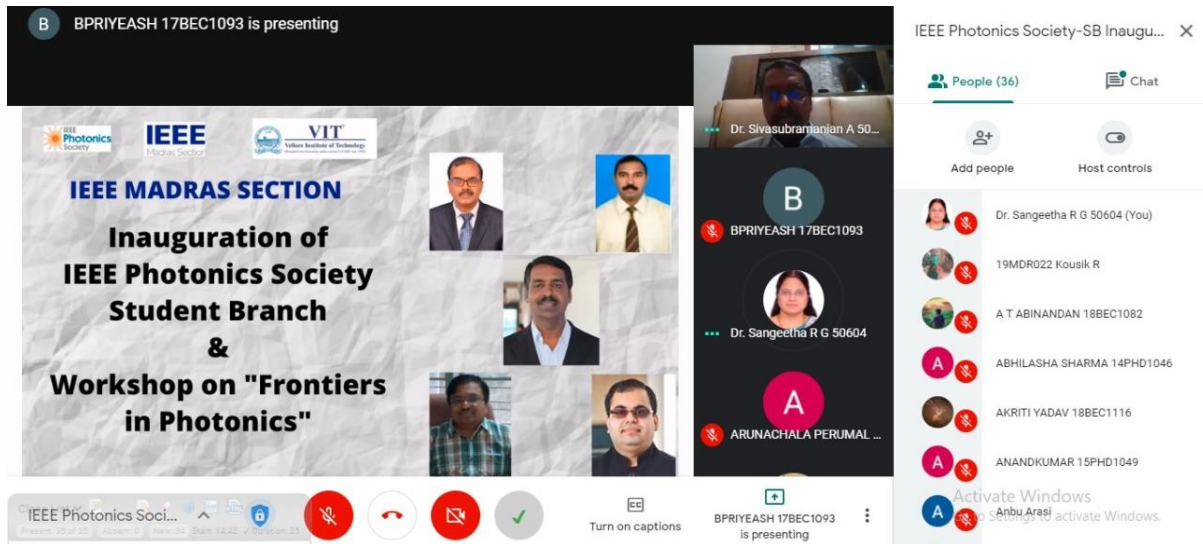 B BPRIYEASH 17BEC1093 is presenting
IEEE Photonics Society
IEEE
Madras Section
VIT
Vellore Institute of Technology
IEEE MADRAS SECTION
Inauguration of
IEEE Photonics Society
Student Branch
&
Workshop on "Frontiers
in Photonics"
Dr. Sivasubramanian A 50...
B
BPRIYEASH 17BEC1093
Dr. Sangeetha R G 50604
A
ARUNACHALA PERUMAL ...
IEEE Photonics Society-SB Inaugu...
People (36)
Chat
Add people
Host controls
Dr. Sangeetha R G 50604 (You)
19MDR022 Kousik R
A T ABINANDAN 18BEC1082
A ABHILASHA SHARMA 14PHD1046
AKRITI YADAV 18BEC1116
A ANANDKUMAR 15PHD1049
A Anbu Arasi
Activate Windows
to Settings to activate Windows.
IEEE Photonics Soci...
CC
Turn on captions
BPRIYEASH 17BEC1093
is presenting